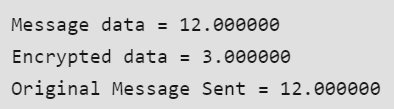 Message data = 12.000000
Encrypted data = 3.000000
Original Message Sent = 12.000000